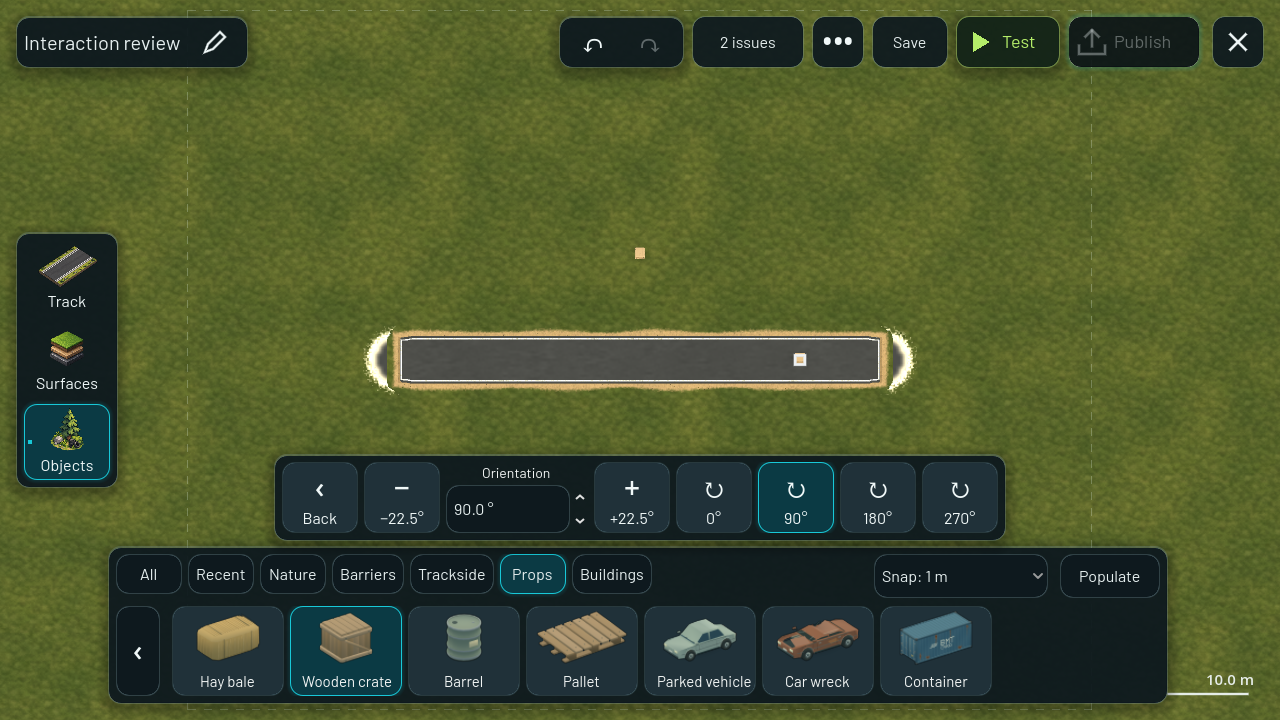 Interaction review
2 issues
Save
Test
Publish
Track
Surfaces
Objects
Orientation
Back
−22.5°
90.0 °
+22.5°
0°
90°
180°
270°
All
Recent
Nature
Barriers
Trackside
Props
Buildings
Snap: 1 m
Populate
Hay bale
Wooden crate
Barrel
Pallet
Parked vehicle
Car wreck
Container
10.0 m